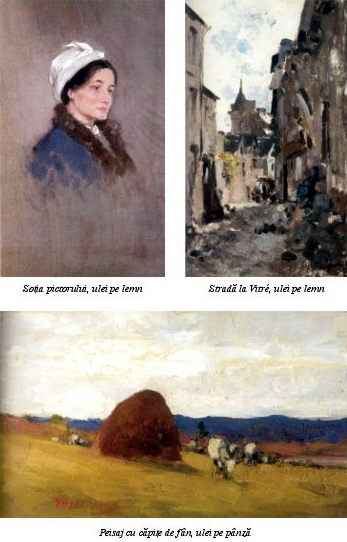 Soția pictorului, ulei pe lemn
Stradă la Vitré, ulei pe lemn
Peisaj cu căpițe de fân, ulei pe pânză